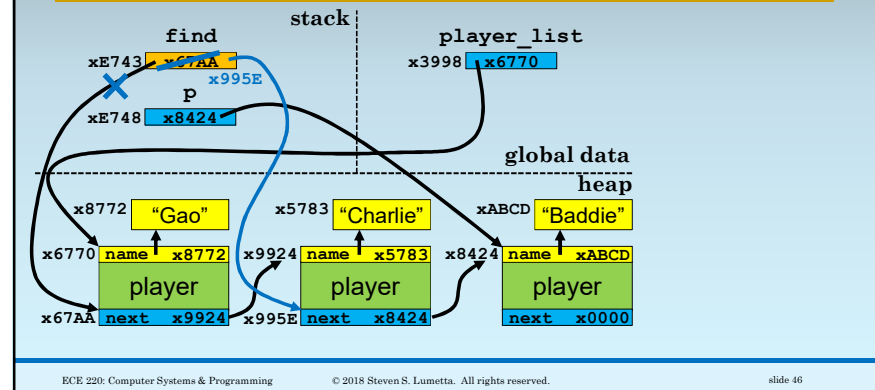 stack
find
player_list
xE743 x67AA
x3998 x6770
x995E
p
xE748 x8424
global data
heap
x8772 “Gao”
x5783 “Charlie”
xABCD “Baddie”
x6770 name x8772
x9924 name x5783
x8424 name xABCD
player
player
player
x67AA next x9924
x995E next x8424
next x0000
ECE 220: Computer Systems & Programming
© 2018 Steven S. Lumetta. All rights reserved.
slide 46